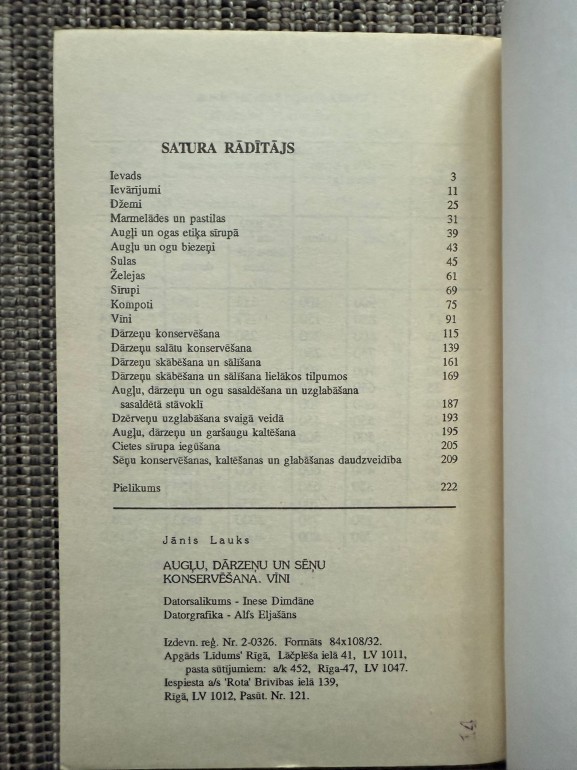 SATURA RĀDĪTĀJS
Ievads 3
Ievārījumi 11
Džemi 25
Marmelādes un pastilas 31
Augļi un ogas etiķa sīrupā 39
Augļu un ogu biezeņi 43
Sulas 45
Želejas 61
Sīrupi 69
Kompoti 75
Vīni 91
Dārzeņu konservēšana 115
Dārzeņu salātu konservēšana 139
Dārzeņu skābēšana un sālīšana 161
Dārzeņu skābēšana un sālīšana lielākos tilpumos 169
Augļu, dārzeņu un ogu sasaldēšana un uzglabāšana
sasaldētā stāvoklī 187
Dzērveņu uzglabāšana svaigā veidā 193
Augļu, dārzeņu un garšaugu kaltēšana 195
Cietes sīrupa iegūšana 205
Sēņu konservēšanas, kaltēšanas un glabāšanas daudzveidība 209
Pielikums 222
Jānis Lauks
AUGĻU, DĀRZEŅU UN SĒŅU
KONSERVĒŠANA. VĪNI
Datorsalikums - Inese Dimdāne
Datorgrafika - Alfs Eljašāns
Izdevn. reģ. Nr. 2-0326. Formāts 84x108/32.
Apgāds 'Līdums' Rīgā, Lāčplēša ielā 41, LV 1011,
pasta sūtījumiem: a/k 452, Rīga-47, LV 1047.
Iespiesta a/s 'Rota' Brīvības ielā 139,
Rīgā, LV 1012, Pasūt. Nr. 121.